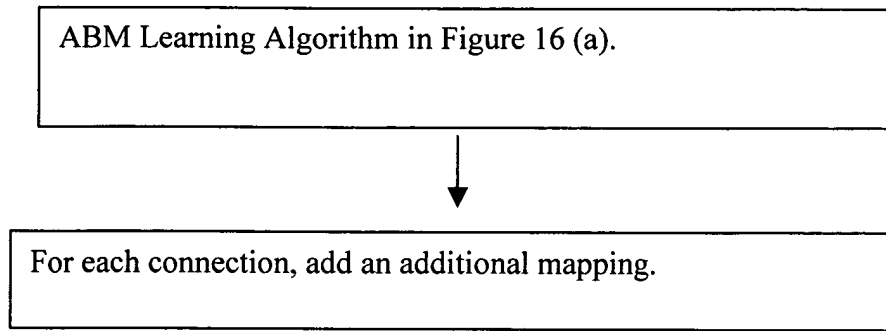 ABM Learning Algorithm in Figure 16 (a).
For each connection, add an additional mapping.